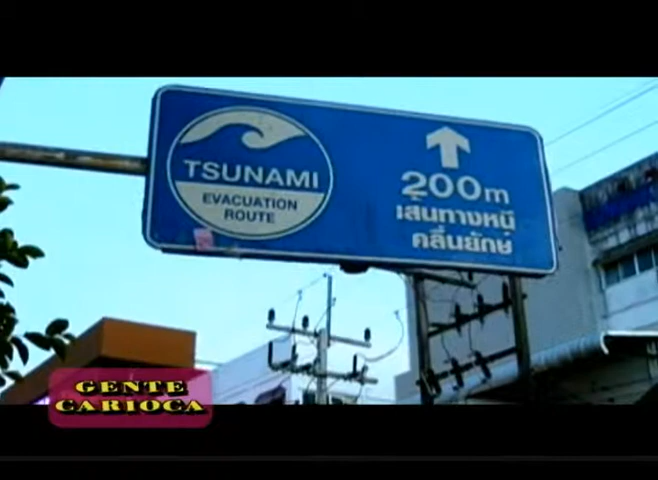 TSUNAMI
EVACUATION
ROUTE
200m
เส้นทางหนี
คลื่นยักษ์
GENTE
CARIOCA